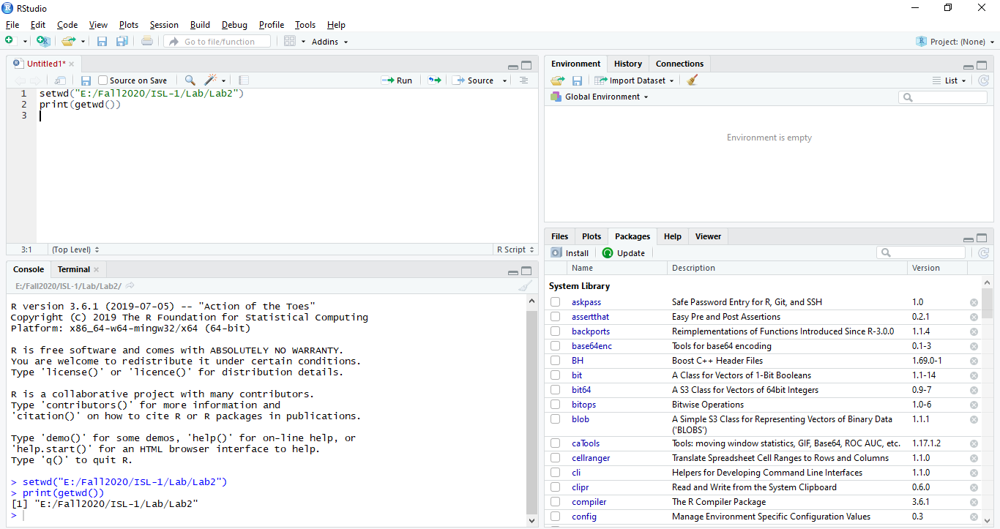 RStudio
File Edit Code View Plots Session Build Debug Profile Tools Help
Go to file/function Addins Project: (None)
Untitled1*
Source on Save Run Source
1 setwd("E:/Fall2020/ISL-1/Lab/Lab2")
2 print(getwd())
3
3:1 (Top Level) R Script
Console Terminal
E:/Fall2020/ISL-1/Lab/Lab2/
R version 3.6.1 (2019-07-05) -- "Action of the Toes"
Copyright (C) 2019 The R Foundation for Statistical Computing
Platform: x86_64-w64-mingw32/x64 (64-bit)
R is free software and comes with ABSOLUTELY NO WARRANTY.
You are welcome to redistribute it under certain conditions.
Type 'license()' or 'licence()' for distribution details.
R is a collaborative project with many contributors.
Type 'contributors()' for more information and
'citation()' on how to cite R or R packages in publications.
Type 'demo()' for some demos, 'help()' for on-line help, or
'help.start()' for an HTML browser interface to help.
Type 'q()' to quit R.
> setwd("E:/Fall2020/ISL-1/Lab/Lab2")
> print(getwd())
[1] "E:/Fall2020/ISL-1/Lab/Lab2"
>
Environment History Connections
Import Dataset List
Global Environment
Environment is empty
Files Plots Packages Help Viewer
Install Update
Name Description Version
System Library
askpass Safe Password Entry for R, Git, and SSH 1.0
assertthat Easy Pre and Post Assertions 0.2.1
backports Reimplementations of Functions Introduced Since R-3.0.0 1.1.4
base64enc Tools for base64 encoding 0.1-3
BH Boost C++ Header Files 1.69.0-1
bit A Class for Vectors of 1-Bit Booleans 1.1-14
bit64 A S3 Class for Vectors of 64bit Integers 0.9-7
bitops Bitwise Operations 1.0-6
blob A Simple S3 Class for Representing Vectors of Binary Data 1.1.1
('BLOBS')
caTools Tools: moving window statistics, GIF, Base64, ROC AUC, etc. 1.17.1.2
cellranger Translate Spreadsheet Cell Ranges to Rows and Columns 1.1.0
cli Helpers for Developing Command Line Interfaces 1.1.0
clipr Read and Write from the System Clipboard 0.6.0
compiler The R Compiler Package 3.6.1
config Manage Environment Specific Configuration Values 0.3